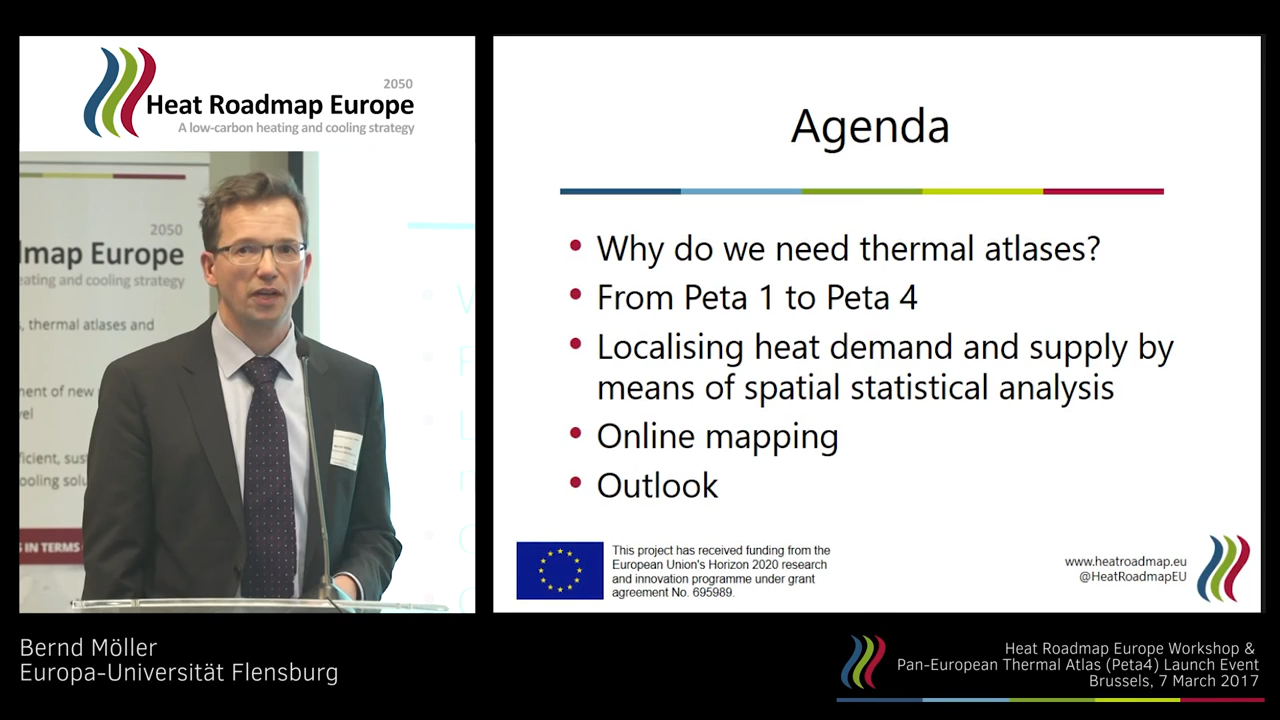 2050
Heat Roadmap Europe
A low-carbon heating and cooling strategy
2050
dmap Europe
eating and cooling strategy
, thermal atlases and
ment of new
vel
ficient, sus
ooling solu
S IN TERMS
Agenda
• Why do we need thermal atlases?
• From Peta 1 to Peta 4
• Localising heat demand and supply by
means of spatial statistical analysis
• Online mapping
• Outlook
This project has received funding from the
European Union's Horizon 2020 research
and innovation programme under grant
agreement No. 695989.
www.heatroadmap.eu
@HeatRoadmapEU
Bernd Möller
Europa-Universität Flensburg
Heat Roadmap Europe Workshop &
Pan-European Thermal Atlas (Peta4) Launch Event
Brussels, 7 March 2017